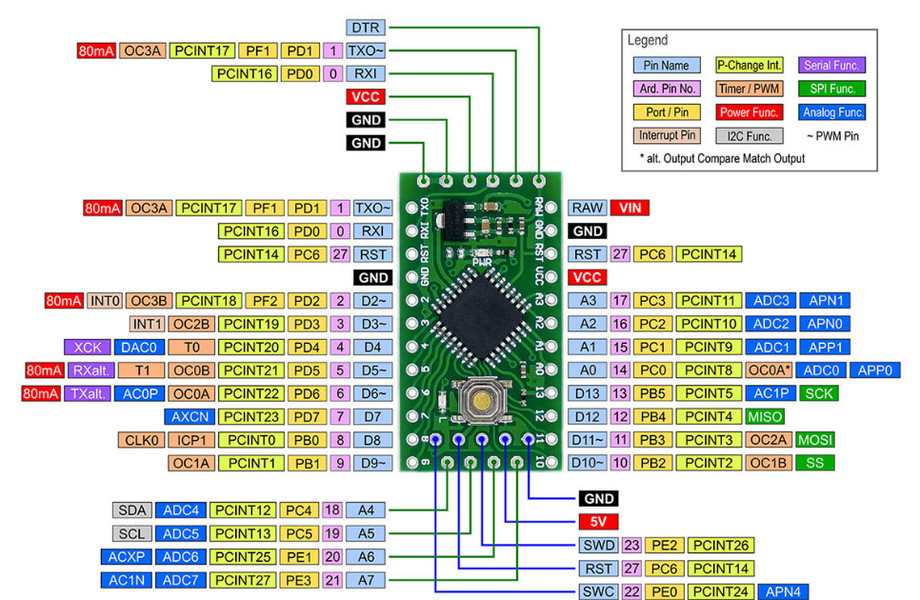 DTR
80mA OC3A PCINT17 PF1 PD1 1 TXO~
PCINT16 PD0 0 RXI
VCC
GND
GND
Legend
Pin Name P-Change Int. Serial Func.
Ard. Pin No. Timer / PWM SPI Func.
Port / Pin Power Func. Analog Func.
Interrupt Pin I2C Func. ~ PWM Pin
* alt. Output Compare Match Output
80mA OC3A PCINT17 PF1 PD1 1 TXO~
PCINT16 PD0 0 RXI
PCINT14 PC6 27 RST
GND
80mA INT0 OC3B PCINT18 PF2 PD2 2 D2~
INT1 OC2B PCINT19 PD3 3 D3~
XCK DAC0 T0 PCINT20 PD4 4 D4
80mA RXalt. T1 OC0B PCINT21 PD5 5 D5~
80mA TXalt. AC0P OC0A PCINT22 PD6 6 D6~
AXCN PCINT23 PD7 7 D7
CLK0 ICP1 PCINT0 PB0 8 D8
OC1A PCINT1 PB1 9 D9~
TXO RXI RST GND 2 3 4 5 6 7 8 9
PWR
L
RAW GND RST VCC A3 A2 A1 A0 13 12 11 10
RAW VIN
GND
RST 27 PC6 PCINT14
VCC
A3 17 PC3 PCINT11 ADC3 APN1
A2 16 PC2 PCINT10 ADC2 APN0
A1 15 PC1 PCINT9 ADC1 APP1
A0 14 PC0 PCINT8 OC0A* ADC0 APP0
D13 13 PB5 PCINT5 AC1P SCK
D12 12 PB4 PCINT4 MISO
D11~ 11 PB3 PCINT3 OC2A MOSI
D10~ 10 PB2 PCINT2 OC1B SS
SDA ADC4 PCINT12 PC4 18 A4
SCL ADC5 PCINT13 PC5 19 A5
ACXP ADC6 PCINT25 PE1 20 A6
AC1N ADC7 PCINT27 PE3 21 A7
GND
5V
SWD 23 PE2 PCINT26
RST 27 PC6 PCINT14
SWC 22 PE0 PCINT24 APN4